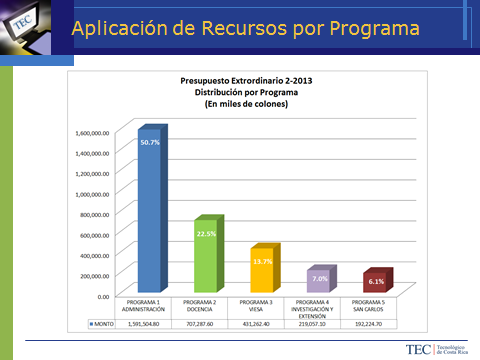 TEC
Aplicación de Recursos por Programa
Presupuesto Extrordinario 2-2013
Distribución por Programa
(En miles de colones)
1,600,000.00
1,400,000.00
1,200,000.00
1,000,000.00
800,000.00
600,000.00
400,000.00
200,000.00
0.00
50.7%
22.5%
13.7%
7.0%
6.1%
PROGRAMA 1 ADMINISTRACIÓN
PROGRAMA 2 DOCENCIA
PROGRAMA 3 VIESA
PROGRAMA 4 INVESTIGACIÓN Y EXTENSIÓN
PROGRAMA 5 SAN CARLOS
MONTO 1,591,504.80 707,287.60 431,262.40 219,057.10 192,224.70
TEC Tecnológico
de Costa Rica